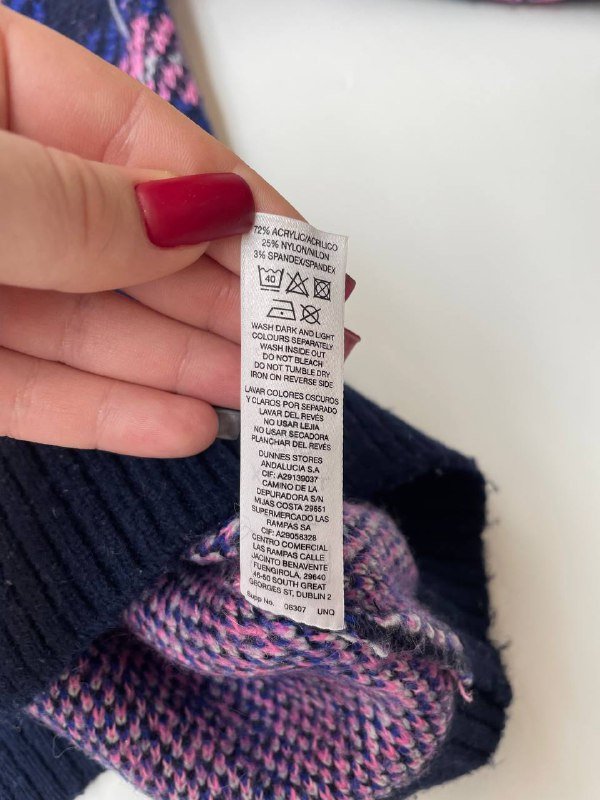 72% ACRYLIC/ACRILICO
25% NYLON/NILON
3% SPANDEX/SPANDEX
40
WASH DARK AND LIGHT
COLOURS SEPARATELY
WASH INSIDE OUT
DO NOT BLEACH
DO NOT TUMBLE DRY
IRON ON REVERSE SIDE
LAVAR COLORES OSCUROS
Y CLAROS POR SEPARADO
LAVAR DEL REVES
NO USAR LEJIA
NO USAR SECADORA
PLANCHAR DEL REVES
DUNNES STORES
ANDALUCIA S.A
CIF: A29139037
CAMINO DE LA
DEPURADORA S/N
MIJAS COSTA 29651
SUPERMERCADO LAS
RAMPAS SA
CIF: A29058328
CENTRO COMERCIAL
LAS RAMPAS CALLE
JACINTO BENAVENTE
FUENGIROLA, 29640
46-50 SOUTH GREAT
GEORGES ST, DUBLIN 2
Supp No. 06307 UNQ